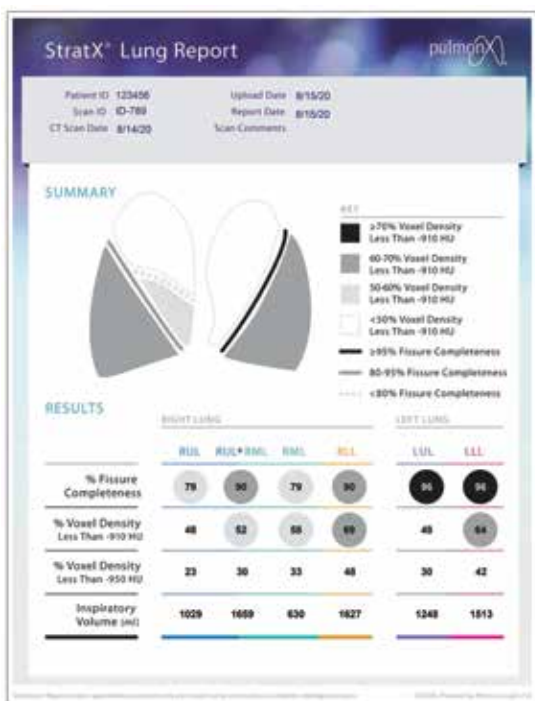 StratX® Lung Report
pulmonX
Patient ID 123456
Scan ID ID-789
CT Scan Date 8/14/20
Upload Date 8/15/20
Report Date 8/15/20
Scan Comments
SUMMARY
KEY
≥70% Voxel Density
Less Than -910 HU
60-70% Voxel Density
Less Than -910 HU
50-60% Voxel Density
Less Than -910 HU
<50% Voxel Density
Less Than -910 HU
≥95% Fissure Completeness
80-95% Fissure Completeness
<80% Fissure Completeness
RESULTS
RIGHT LUNG LEFT LUNG
RUL RUL+RML RML RLL LUL LLL
% Fissure
Completeness
79 90 79 90 96 96
% Voxel Density
Less Than -910 HU
48 52 58 69 45 64
% Voxel Density
Less Than -950 HU
23 30 33 48 30 42
Inspiratory
Volume (ml)
1029 1659 630 1627 1248 1513